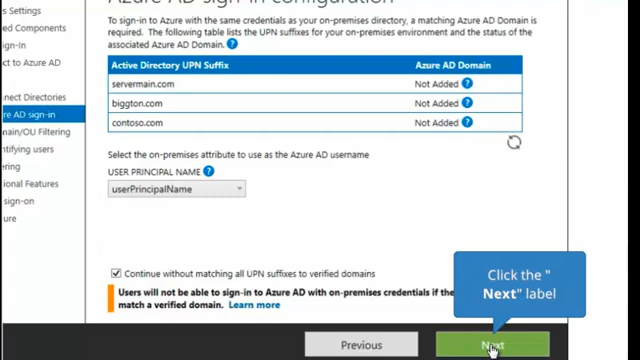 Azure AD sign-in configuration
To sign-in to Azure with the same credentials as your on-premises directory, a matching Azure AD Domain is
required. The following table lists the UPN suffixes for your on-premises environment and the status of the
associated Azure AD Domain. ?
Active Directory UPN Suffix Azure AD Domain
servermain.com Not Added ?
biggton.com Not Added ?
contoso.com Not Added ?
Select the on-premises attribute to use as the Azure AD username
USER PRINCIPAL NAME ?
userPrincipalName
Continue without matching all UPN suffixes to verified domains
Users will not be able to sign-in to Azure AD with on-premises credentials if the
match a verified domain. Learn more
Previous
Next
s Settings
ed Components
Sign-In
ect to Azure AD
nect Directories
re AD sign-in
main/OU Filtering
ntifying users
ering
ional Features
sign-on
ure
Click the "
Next" label